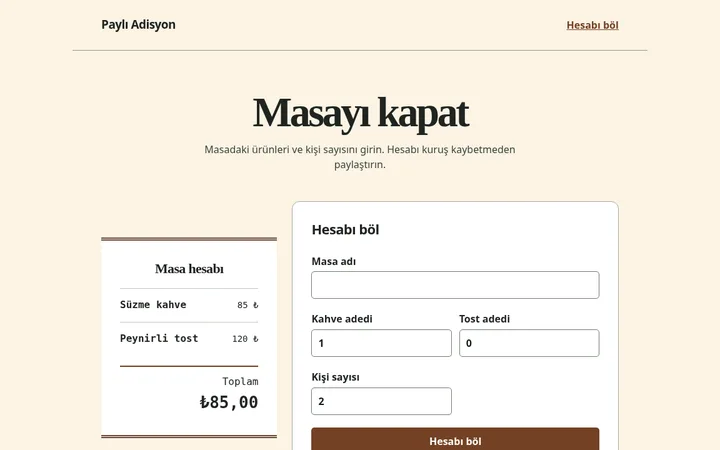 Paylı Adisyon
Hesabı böl
Masayı kapat
Masadaki ürünleri ve kişi sayısını girin. Hesabı kuruş kaybetmeden
paylaştırın.
Masa hesabı
Süzme kahve 85 ₺
Peynirli tost 120 ₺
Toplam
₺85,00
Hesabı böl
Masa adı
Kahve adedi Tost adedi
1 0
Kişi sayısı
2
Hesabı böl